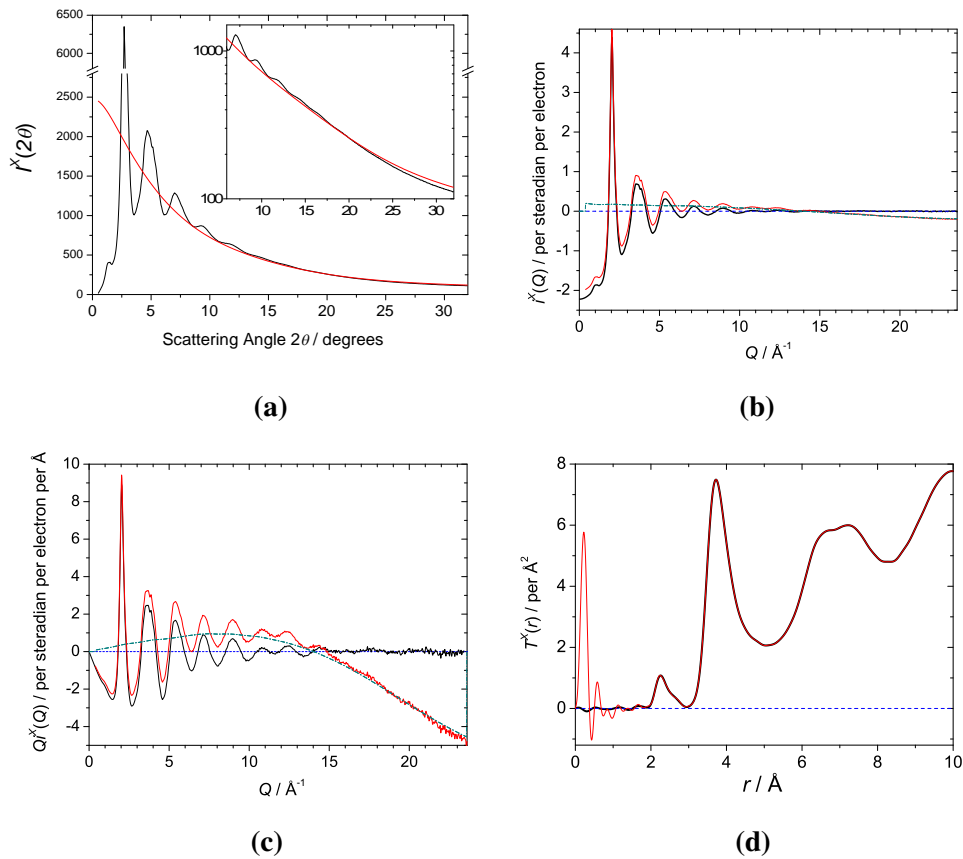 6500
6000
2500
2000
1500
1000
500
0
I^x(2θ)
0 5 10 15 20 25 30
Scattering Angle 2θ / degrees
1000
100
10 15 20 25 30
(a)
4
3
2
1
0
-1
-2
i^x(Q) / per steradian per electron
0 5 10 15 20
Q / Å^-1
(b)
10
8
6
4
2
0
-2
-4
Qi^x(Q) / per steradian per electron per Å
0 5 10 15 20
Q / Å^-1
(c)
8
6
4
2
0
T^x(r) / per Å^2
0 2 4 6 8 10
r / Å
(d)